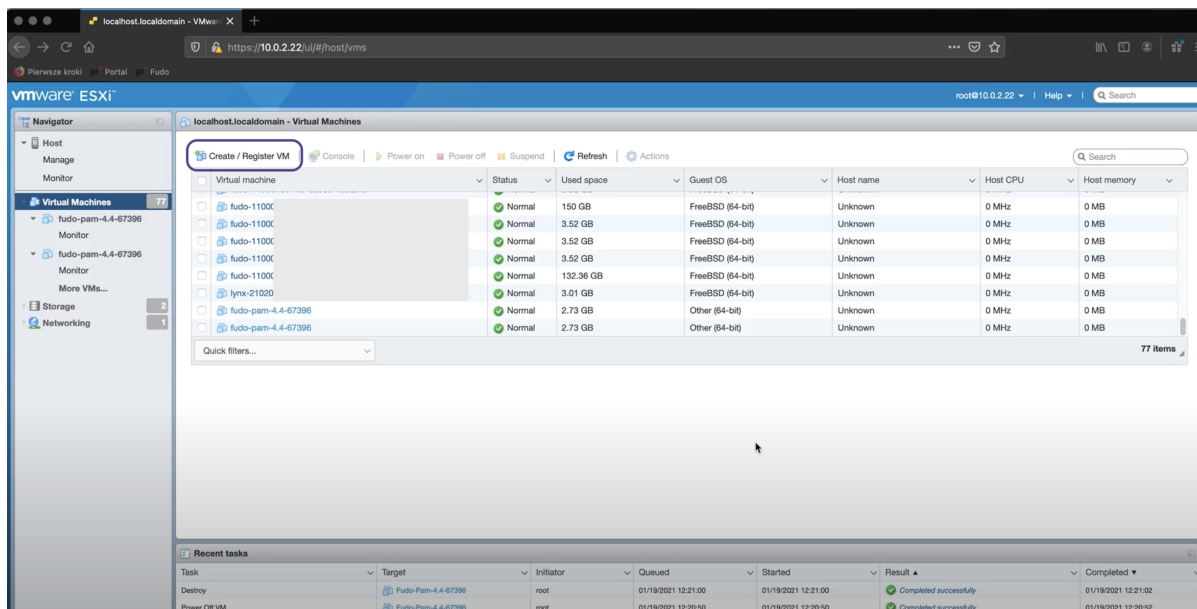 localhost.localdomain - VMwar
https://10.0.2.22/ui/#/host/vms
Pierwsze kroki Portal Fudo
vmware ESXi™
root@10.0.2.22 Help Search
Navigator
localhost.localdomain - Virtual Machines
Host
Manage
Monitor
Virtual Machines 77
fudo-pam-4.4-67396
Monitor
fudo-pam-4.4-67396
Monitor
More VMs...
Storage 2
Networking 1
Create / Register VM Console Power on Power off Suspend Refresh Actions Search
Virtual machine Status Used space Guest OS Host name Host CPU Host memory
fudo-1100 Normal 150 GB FreeBSD (64-bit) Unknown 0 MHz 0 MB
fudo-1100 Normal 3.52 GB FreeBSD (64-bit) Unknown 0 MHz 0 MB
fudo-1100 Normal 3.52 GB FreeBSD (64-bit) Unknown 0 MHz 0 MB
fudo-1100 Normal 3.52 GB FreeBSD (64-bit) Unknown 0 MHz 0 MB
fudo-1100 Normal 132.36 GB FreeBSD (64-bit) Unknown 0 MHz 0 MB
lynx-21020 Normal 3.01 GB FreeBSD (64-bit) Unknown 0 MHz 0 MB
fudo-pam-4.4-67396 Normal 2.73 GB Other (64-bit) Unknown 0 MHz 0 MB
fudo-pam-4.4-67396 Normal 2.73 GB Other (64-bit) Unknown 0 MHz 0 MB
Quick filters... 77 items
Recent tasks
Task Target Initiator Queued Started Result Completed
Destroy Fudo-Pam-4.4-67396 root 01/19/2021 12:21:00 01/19/2021 12:21:00 Completed successfully 01/19/2021 12:21:02
Power Off VM Fudo-Pam-4.4-67396 root 01/19/2021 12:20:50 01/19/2021 12:20:50 Completed successfully 01/19/2021 12:20:50